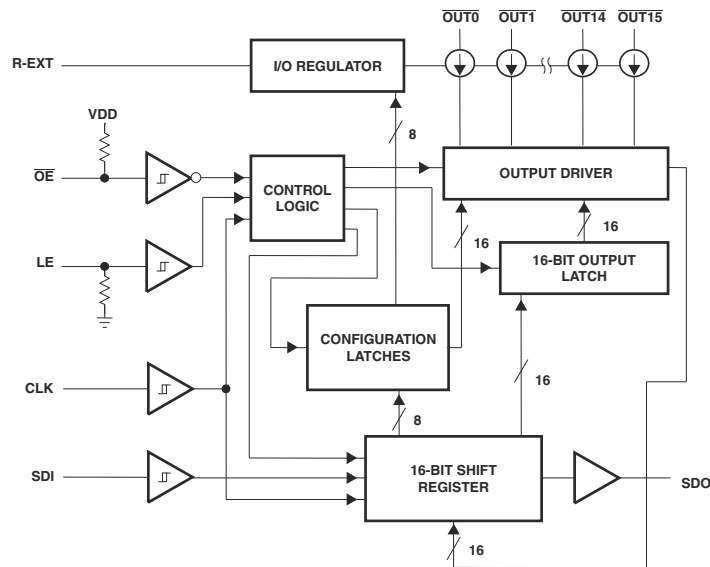 OUT0 OUT1 OUT14 OUT15
R-EXT
I/O REGULATOR
VDD
8
OE
CONTROL
LOGIC
OUTPUT DRIVER
16
16
LE
16-BIT OUTPUT
LATCH
CONFIGURATION
LATCHES
CLK
16
8
SDI
16-BIT SHIFT
REGISTER
SDO
16